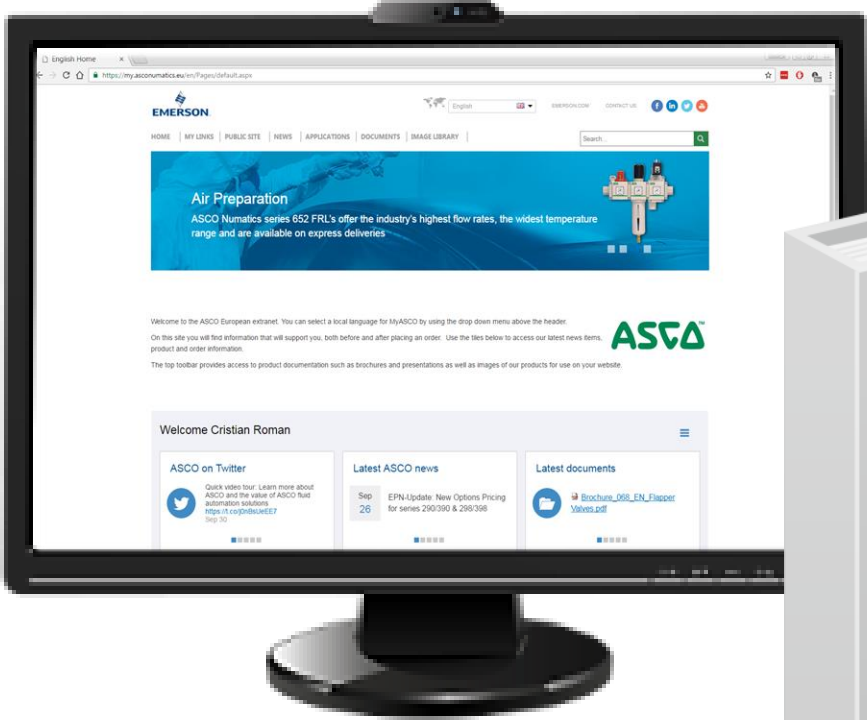 English Home
https://my.asconumatics.eu/en/Pages/default.aspx
EMERSON
English
EMERSON.COM
CONTACT US
HOME | MY LINKS | PUBLIC SITE | NEWS | APPLICATIONS | DOCUMENTS | IMAGE LIBRARY |
Search...
Air Preparation
ASCO Numatics series 652 FRL's offer the industry's highest flow rates, the widest temperature
range and are available on express deliveries
Welcome to the ASCO European extranet. You can select a local language for MyASCO by using the drop down menu above the header.
On this site you will find information that will support you, both before and after placing an order. Use the tiles below to access our latest news items,
product and order information.
ASCO™
The top toolbar provides access to product documentation such as brochures and presentations as well as images of our products for use on your website.
Welcome Cristian Roman
ASCO on Twitter
Quick video tour: Learn more about
ASCO and the value of ASCO fluid
automation solutions
https://t.co/j0nBsUeEE7
Sep 30
Latest ASCO news
Sep
26
EPN-Update: New Options Pricing
for series 290/390 & 298/398
Latest documents
Brochure_068_EN_Flapper
Valves.pdf